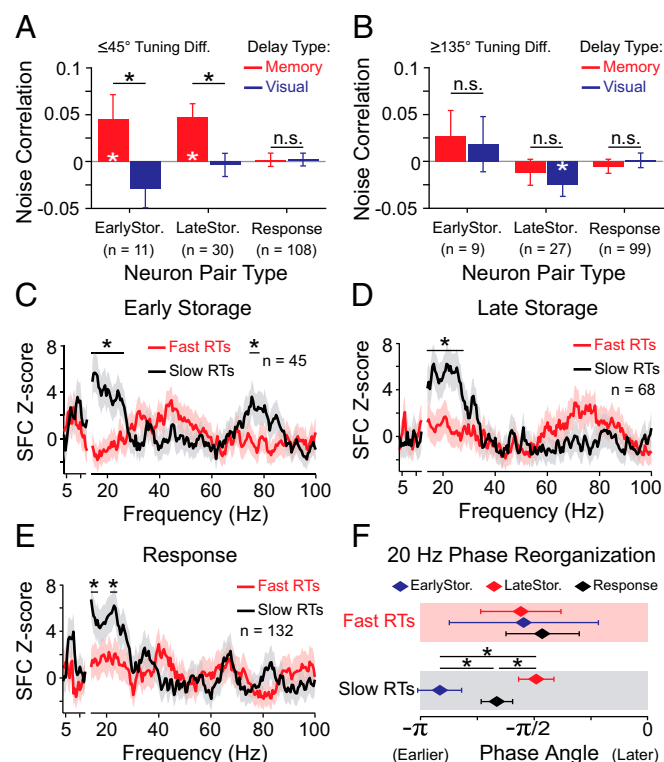 A
≤45° Tuning Diff.
Delay Type:
Memory
Visual
Noise Correlation
0.1
0.05
0
-0.05
*
*
n.s.
*
*
EarlyStor.
LateStor.
Response
(n = 11)
(n = 30)
(n = 108)
Neuron Pair Type
B
≥135° Tuning Diff.
Delay Type:
Memory
Visual
Noise Correlation
0.1
0.05
0
-0.05
n.s.
n.s.
n.s.
*
EarlyStor.
LateStor.
Response
(n = 9)
(n = 27)
(n = 99)
Neuron Pair Type
C
Early Storage
SFC Z-score
8
4
0
*
*
Fast RTs
Slow RTs
n = 45
5
20
40
60
80
100
Frequency (Hz)
D
Late Storage
SFC Z-score
8
4
0
*
Fast RTs
Slow RTs
n = 68
5
20
40
60
80
100
Frequency (Hz)
E
Response
SFC Z-score
8
4
0
* *
Fast RTs
Slow RTs
n = 132
5
20
40
60
80
100
Frequency (Hz)
F
20 Hz Phase Reorganization
EarlyStor.
LateStor.
Response
Fast RTs
Slow RTs
*
* *
-π
-π/2
0
(Earlier)
Phase Angle
(Later)